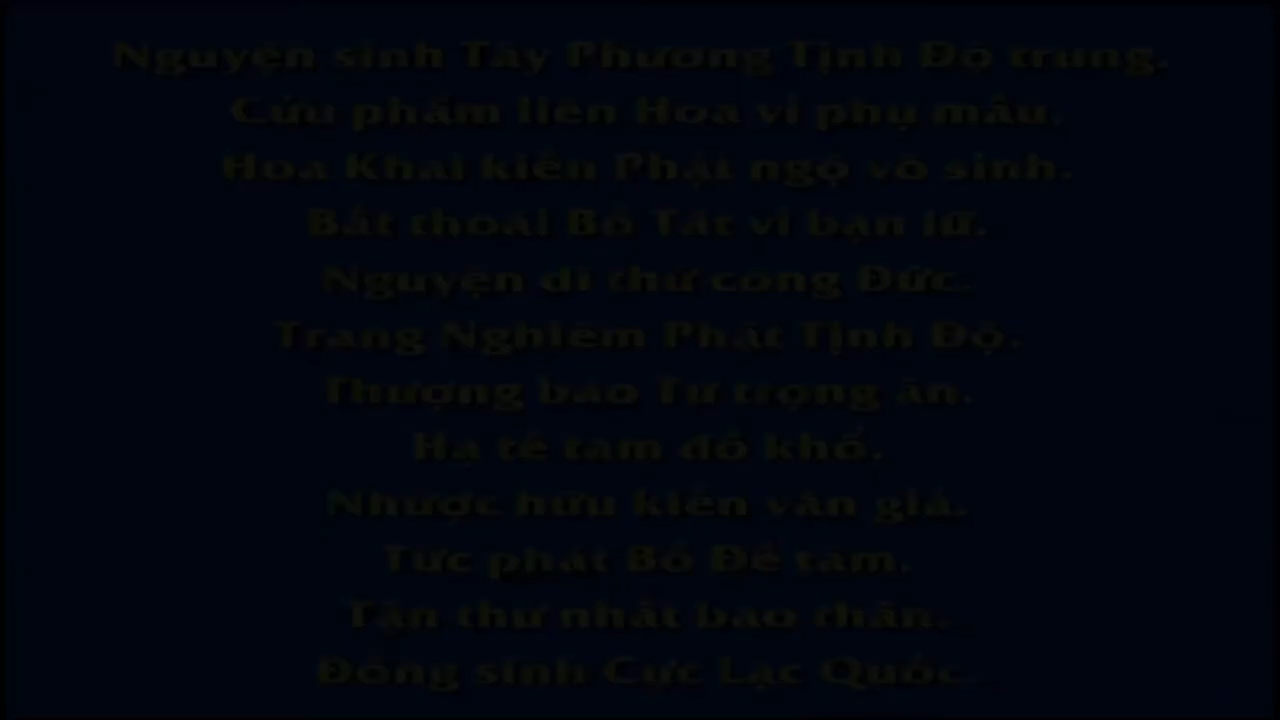 Nguyện sinh Tây Phương Tịnh Độ trung.
Cửu phẩm liên Hoa vi phụ mẫu.
Hoa Khai kiến Phật ngộ vô sinh.
Bất thoái Bồ Tát vi bạn lữ.
Nguyện dĩ thử công Đức.
Trang Nghiêm Phật Tịnh Độ.
Thượng báo Tứ trọng ân.
Hạ tế tam đồ khổ.
Nhược hữu kiến văn giả.
Tức phát Bồ Đề tâm.
Tận thử nhất báo thân.
Đồng sinh Cực Lạc Quốc.